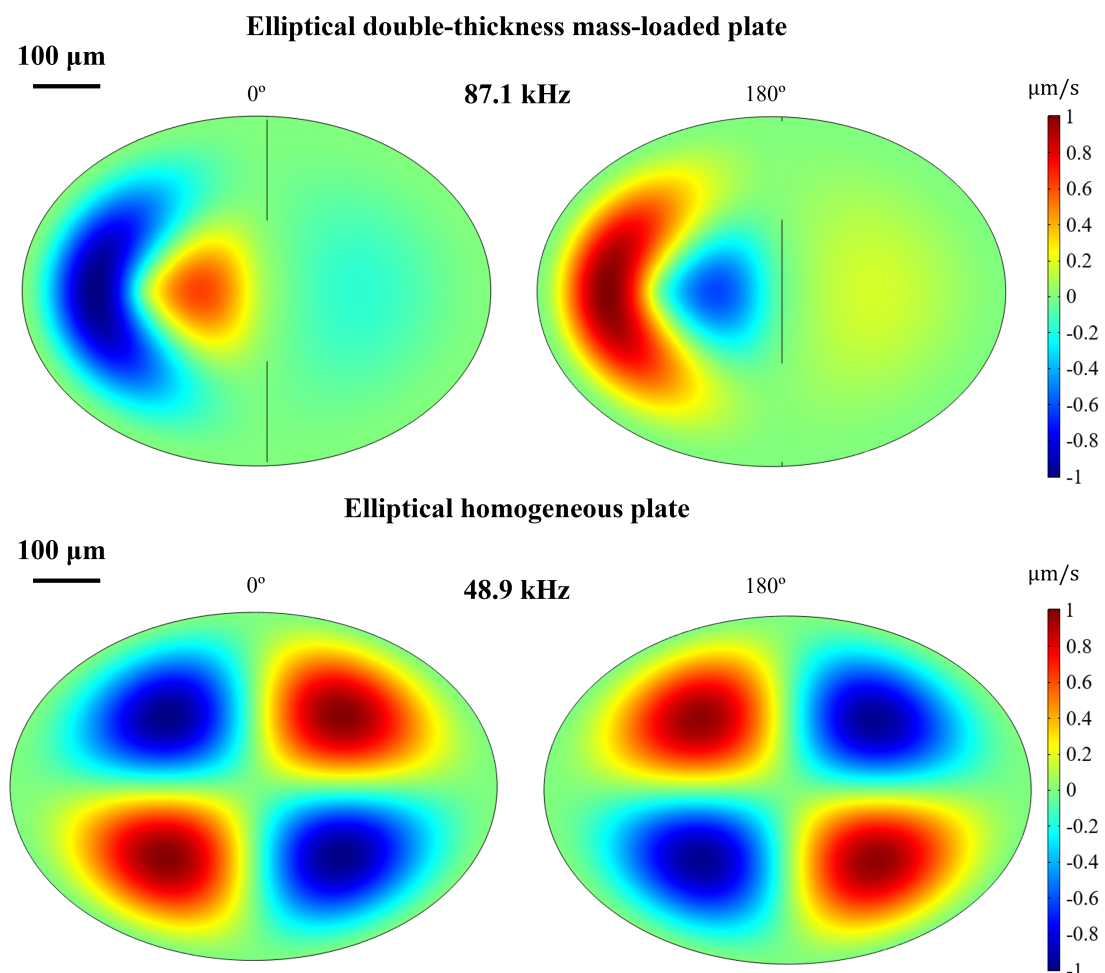 Elliptical double-thickness mass-loaded plate
100 μm
0º
87.1 kHz
180º
μm/s
1
0.8
0.6
0.4
0.2
0
-0.2
-0.4
-0.6
-0.8
-1
Elliptical homogeneous plate
100 μm
0º
48.9 kHz
180º
μm/s
1
0.8
0.6
0.4
0.2
0
-0.2
-0.4
-0.6
-0.8
-1